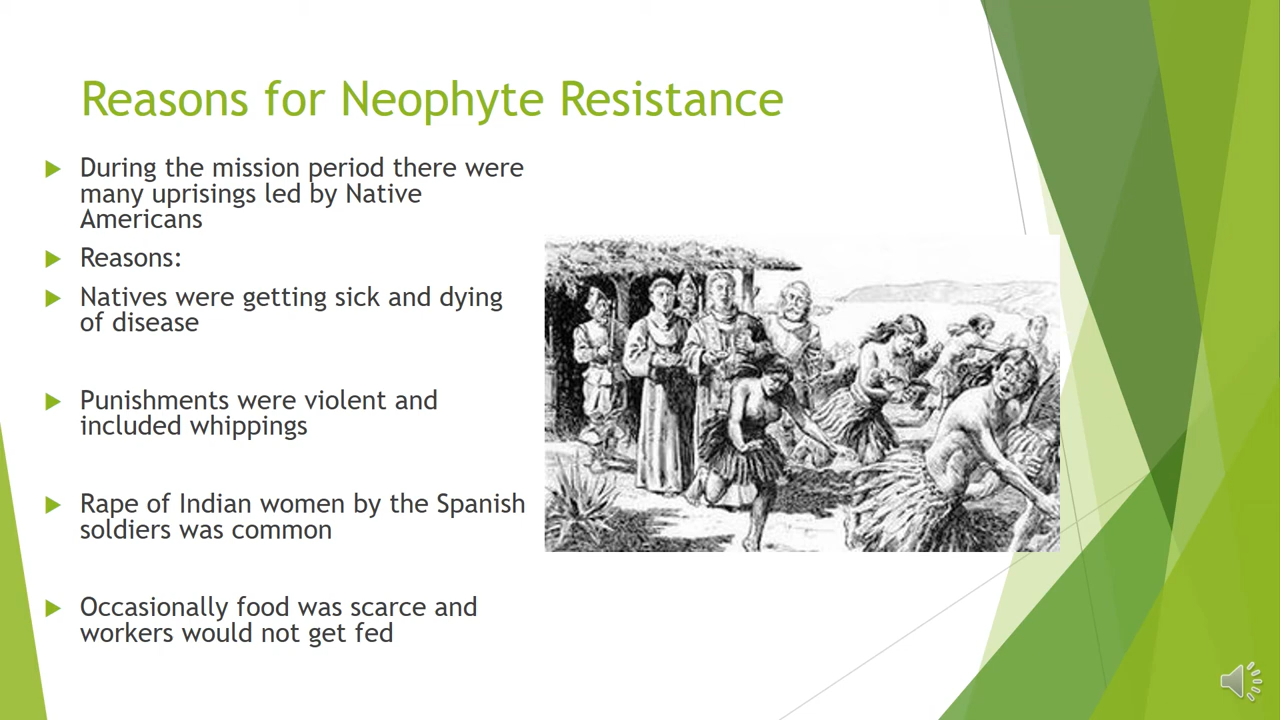 Reasons for Neophyte Resistance
During the mission period there were
many uprisings led by Native
Americans
Reasons:
Natives were getting sick and dying
of disease
Punishments were violent and
included whippings
Rape of Indian women by the Spanish
soldiers was common
Occasionally food was scarce and
workers would not get fed